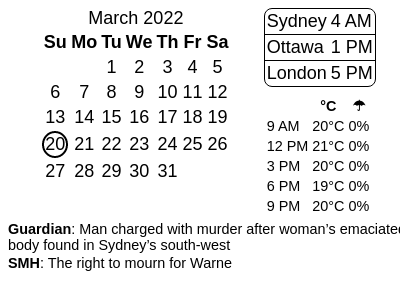 March 2022
Su Mo Tu We Th Fr Sa
1 2 3 4 5
6 7 8 9 10 11 12
13 14 15 16 17 18 19
20 21 22 23 24 25 26
27 28 29 30 31
Sydney 4 AM
Ottawa 1 PM
London 5 PM
°C ☂
9 AM 20°C 0%
12 PM 21°C 0%
3 PM 20°C 0%
6 PM 19°C 0%
9 PM 20°C 0%
Guardian: Man charged with murder after woman’s emaciated
body found in Sydney’s south-west
SMH: The right to mourn for Warne